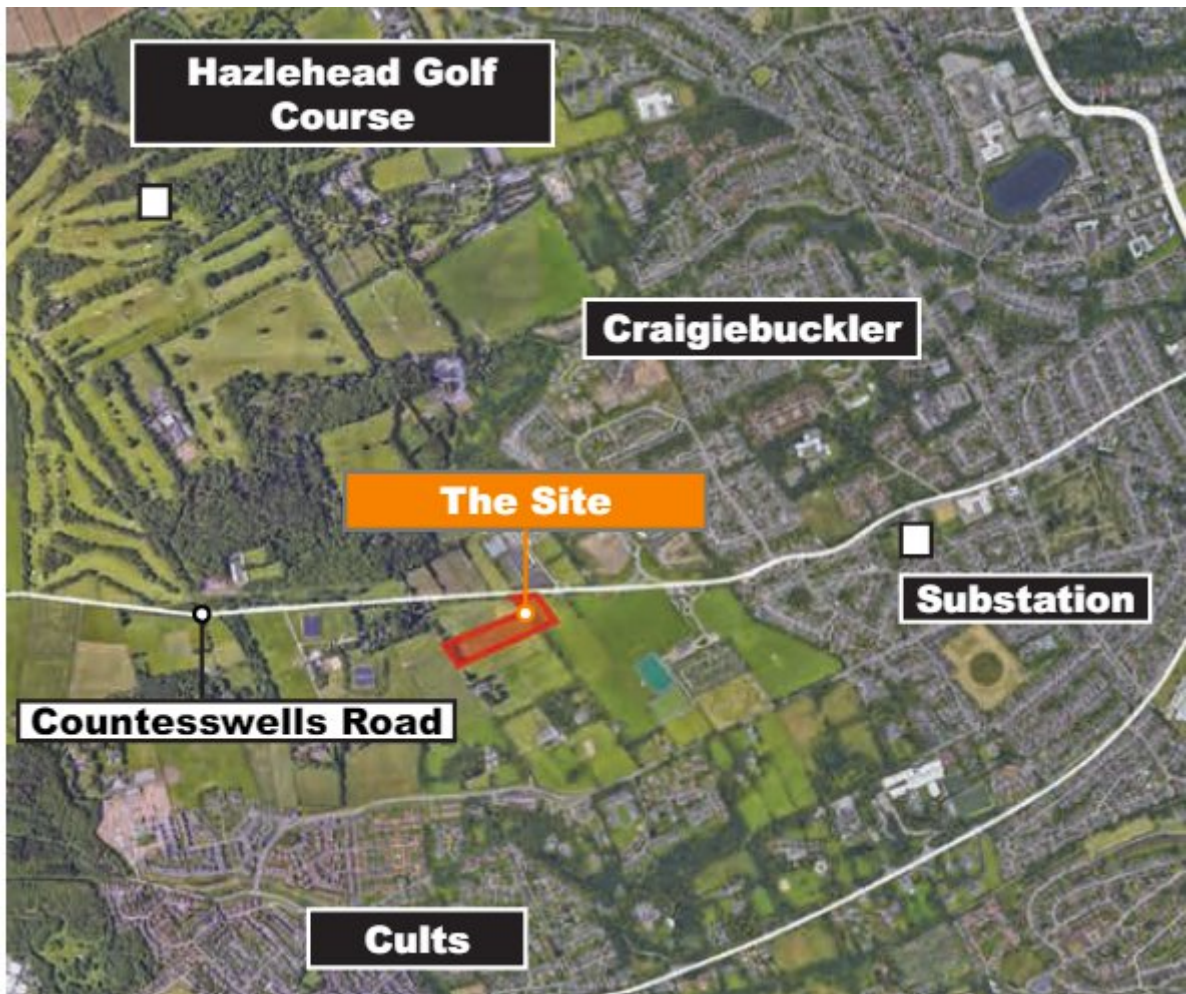 Hazlehead Golf
Course
Craigiebuckler
The Site
Substation
Countesswells Road
Cults